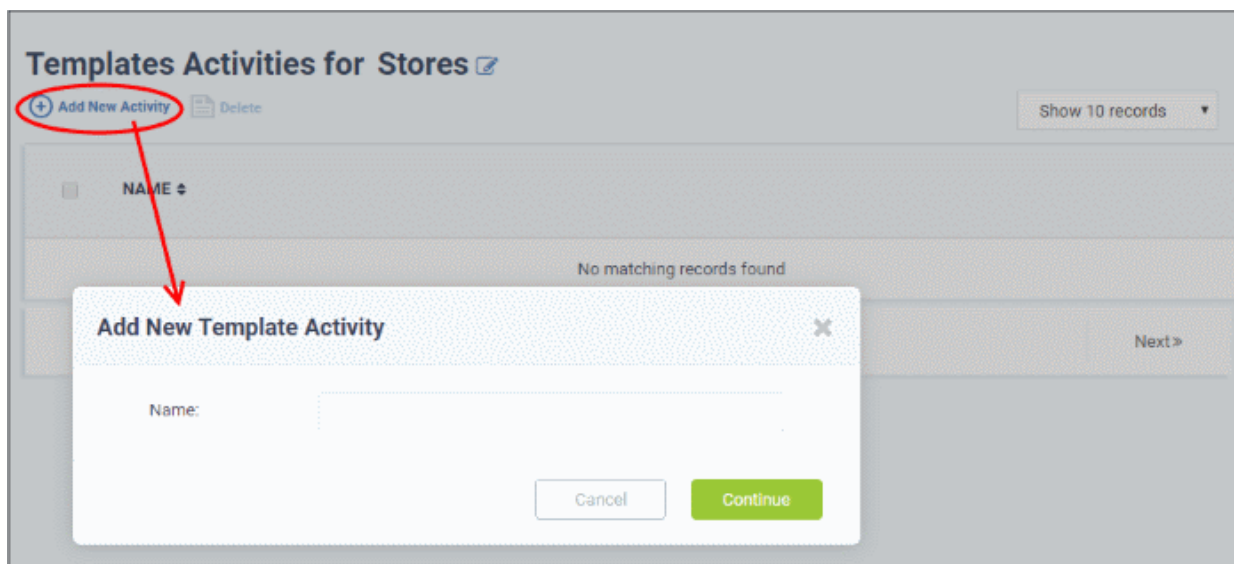 Templates Activities for Stores
Add New Activity Delete
Show 10 records
NAME
No matching records found
Add New Template Activity
Next»
Name:
Cancel Continue